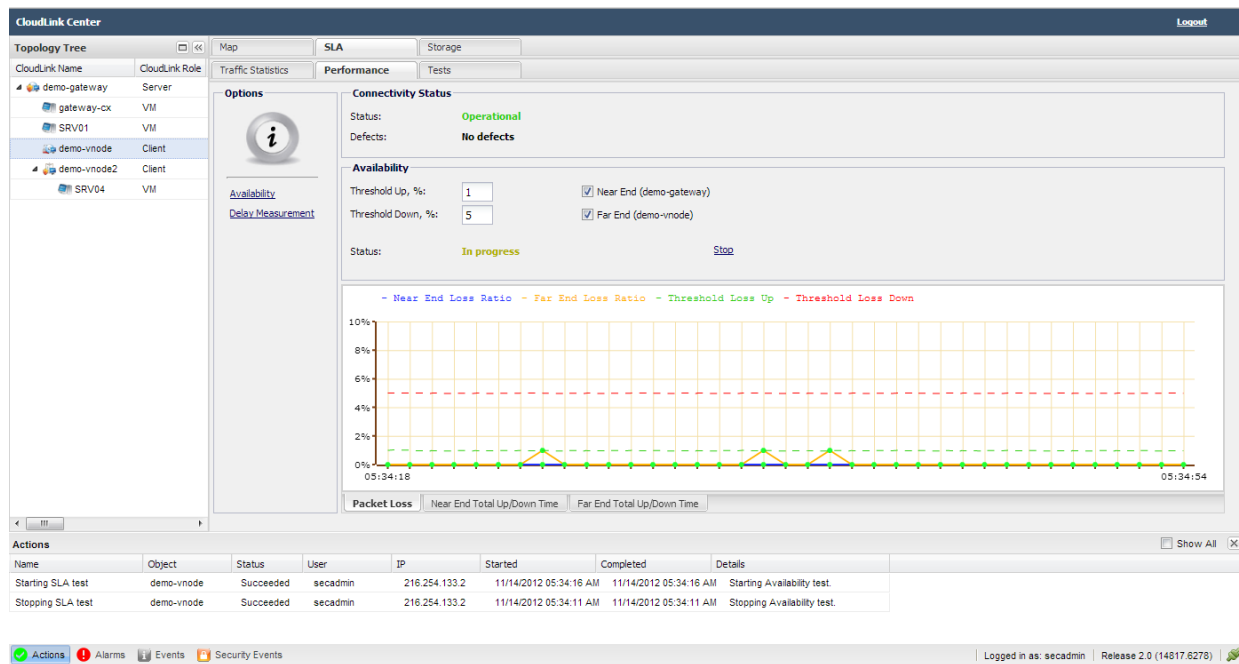 CloudLink Center Logout
Topology Tree
Map SLA Storage
CloudLink Name CloudLink Role
Traffic Statistics Performance Tests
demo-gateway Server
gateway-cx VM
SRV01 VM
demo-vnode Client
demo-vnode2 Client
SRV04 VM
Options
i
Availability
Delay Measurement
Connectivity Status
Status: Operational
Defects: No defects
Availability
Threshold Up, %: 1 Near End (demo-gateway)
Threshold Down, %: 5 Far End (demo-vnode)
Status: In progress Stop
- Near End Loss Ratio - Far End Loss Ratio - Threshold Loss Up - Threshold Loss Down
10%
8%
6%
4%
2%
0%
05:34:18 05:34:54
Packet Loss Near End Total Up/Down Time Far End Total Up/Down Time
Actions Show All
Name Object Status User IP Started Completed Details
Starting SLA test demo-vnode Succeeded secadmin 216.254.133.2 11/14/2012 05:34:16 AM 11/14/2012 05:34:16 AM Starting Availability test.
Stopping SLA test demo-vnode Succeeded secadmin 216.254.133.2 11/14/2012 05:34:11 AM 11/14/2012 05:34:11 AM Stopping Availability test.
Actions Alarms Events Security Events Logged in as: secadmin Release 2.0 (14817.6278)